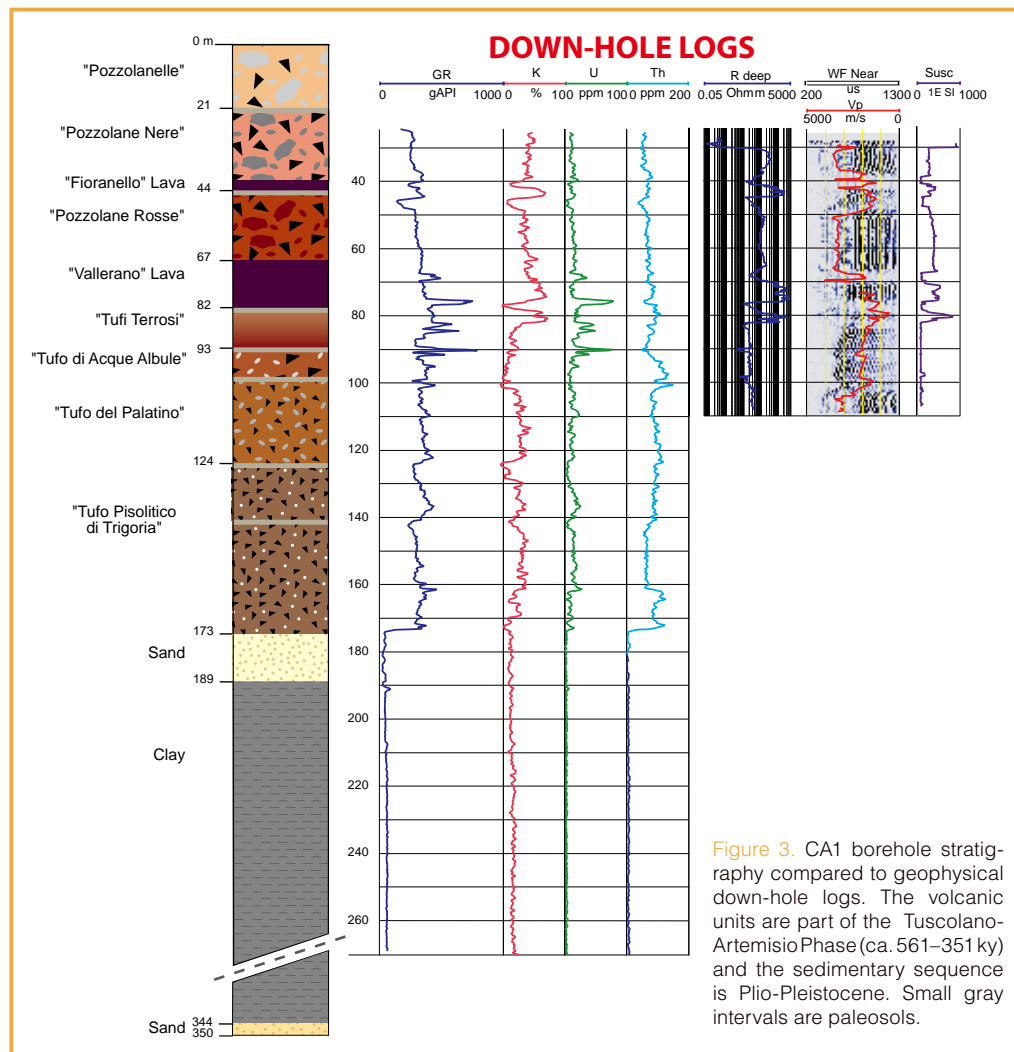 DOWN-HOLE LOGS
GR
K
U
Th
R deep
WF Near
Susc
0 gAPI 1000
0 % 100
ppm 1000
ppm 200
0.05 Ohmm 5000
200 us 1300
0 1E SI 1000
Vp
5000 m/s 0
0 m
"Pozzolanelle"
21
"Pozzolane Nere"
"Fioranello" Lava
44
"Pozzolane Rosse"
67
"Vallerano" Lava
82
"Tufi Terrosi"
93
"Tufo di Acque Albule"
"Tufo del Palatino"
124
"Tufo Pisolitico
di Trigoria"
173
Sand
189
Clay
344
Sand
350
40
60
80
100
120
140
160
180
200
220
240
260
Figure 3. CA1 borehole stratig-
raphy compared to geophysical
down-hole logs. The volcanic
units are part of the Tuscolano-
Artemisio Phase (ca. 561–351 ky)
and the sedimentary sequence
is Plio-Pleistocene. Small gray
intervals are paleosols.